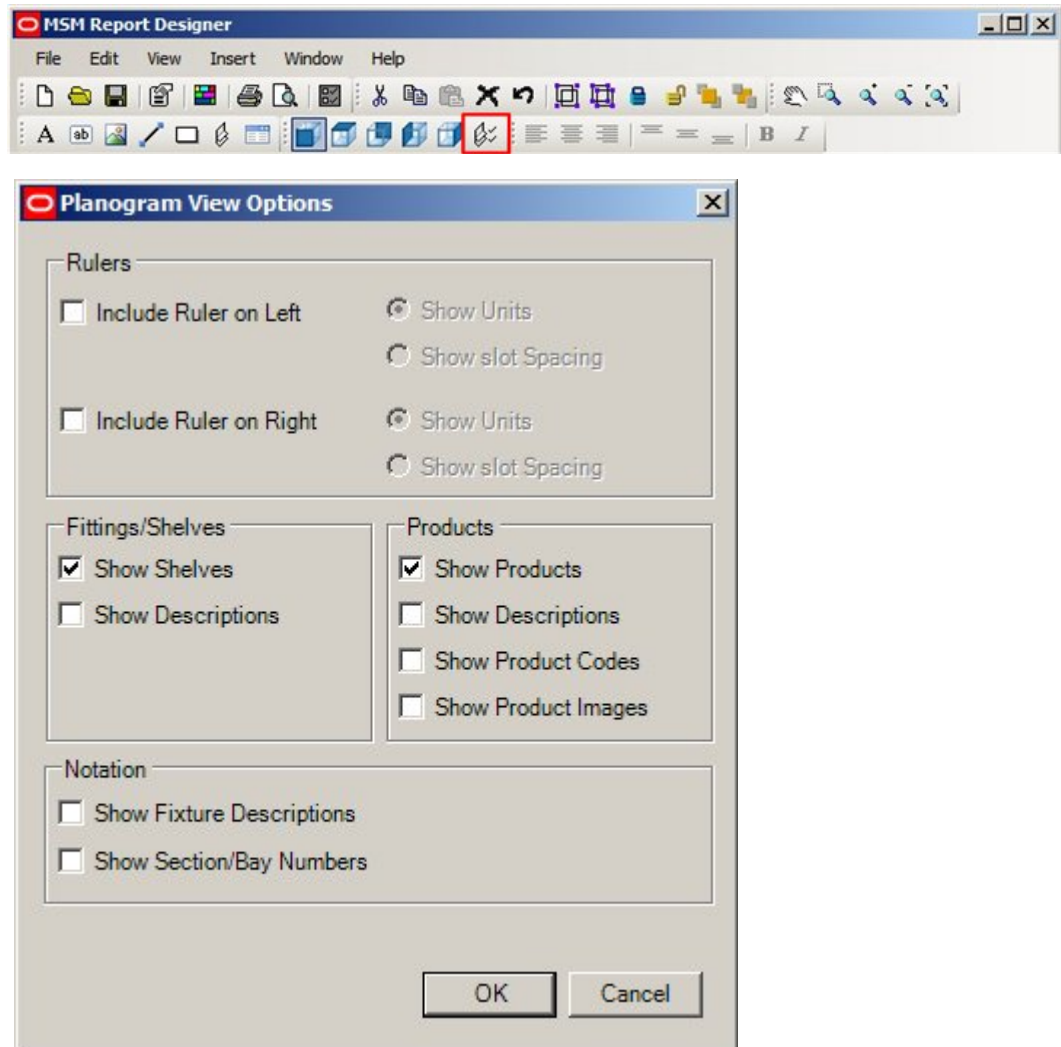 MSM Report Designer
File Edit View Insert Window Help
A ab B I
Planogram View Options
Rulers
Include Ruler on Left Show Units
Show slot Spacing
Include Ruler on Right Show Units
Show slot Spacing
Fittings/Shelves Products
Show Shelves Show Products
Show Descriptions Show Descriptions
Show Product Codes
Show Product Images
Notation
Show Fixture Descriptions
Show Section/Bay Numbers
OK Cancel